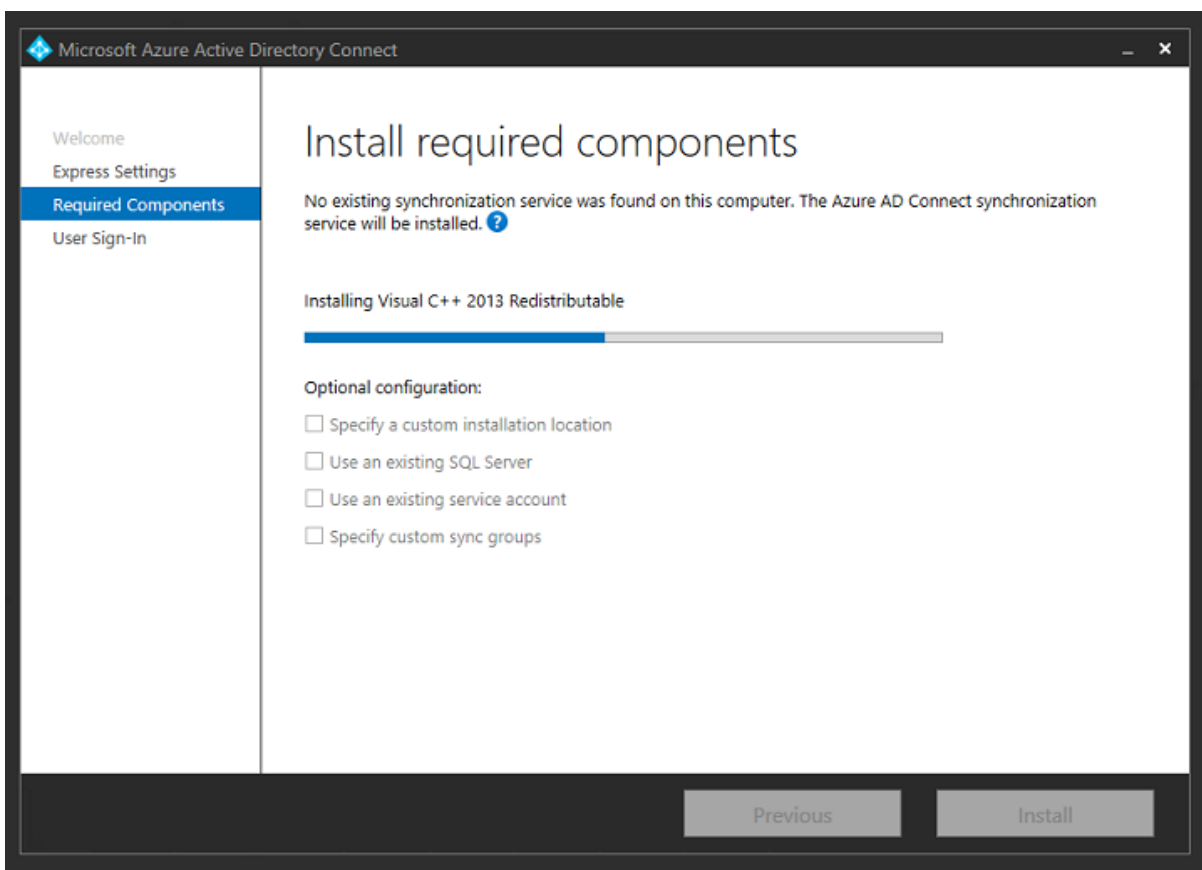 Microsoft Azure Active Directory Connect
Welcome
Express Settings
Required Components
User Sign-In
Install required components
No existing synchronization service was found on this computer. The Azure AD Connect synchronization
service will be installed. ?
Installing Visual C++ 2013 Redistributable
Optional configuration:
Specify a custom installation location
Use an existing SQL Server
Use an existing service account
Specify custom sync groups
Previous
Install